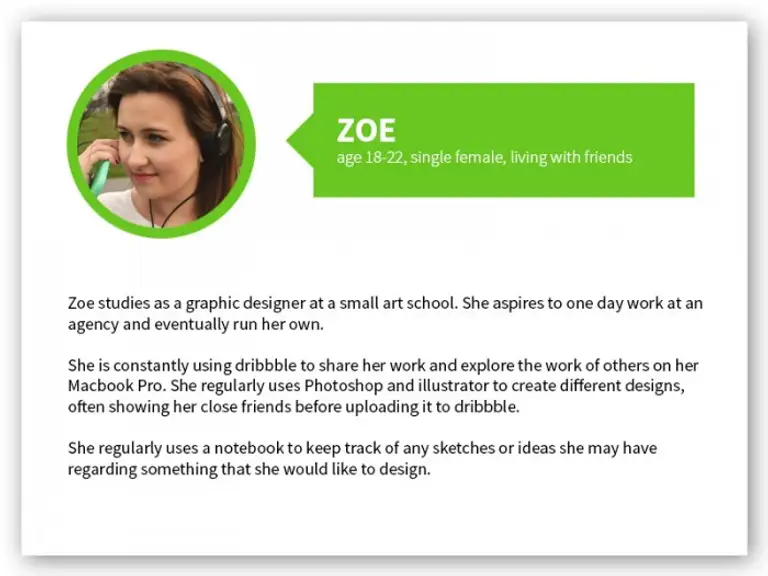 ZOE
age 18-22, single female, living with friends
Zoe studies as a graphic designer at a small art school. She aspires to one day work at an
agency and eventually run her own.
She is constantly using dribbble to share her work and explore the work of others on her
Macbook Pro. She regularly uses Photoshop and illustrator to create different designs,
often showing her close friends before uploading it to dribbble.
She regularly uses a notebook to keep track of any sketches or ideas she may have
regarding something that she would like to design.